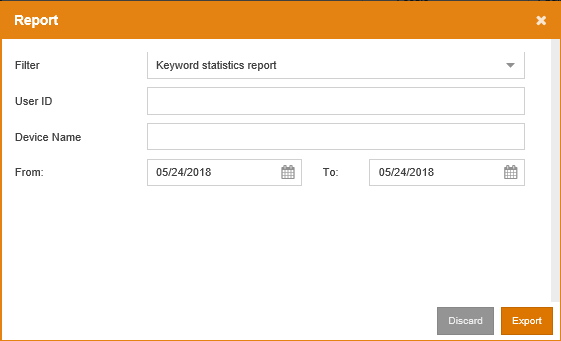 Report
Filter Keyword statistics report
User ID
Device Name
From: 05/24/2018 To: 05/24/2018
Discard Export